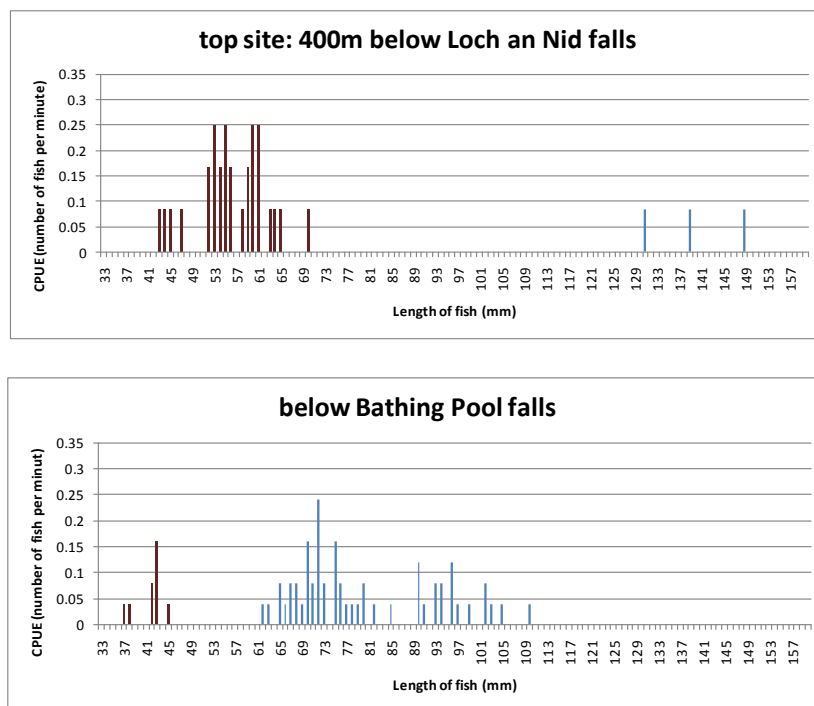 top site: 400m below Loch an Nid falls
CPUE (number of fish per minute)
0.35
0.3
0.25
0.2
0.15
0.1
0.05
0
33 37 41 45 49 53 57 61 65 69 73 77 81 85 89 93 97 101 105 109 113 117 121 125 129 133 137 141 145 149 153 157
Length of fish (mm)
below Bathing Pool falls
CPUE (number of fish per minut)
0.35
0.3
0.25
0.2
0.15
0.1
0.05
0
33 37 41 45 49 53 57 61 65 69 73 77 81 85 89 93 97 101 105 109 113 117 121 125 129 133 137 141 145 149 153 157
Length of fish (mm)